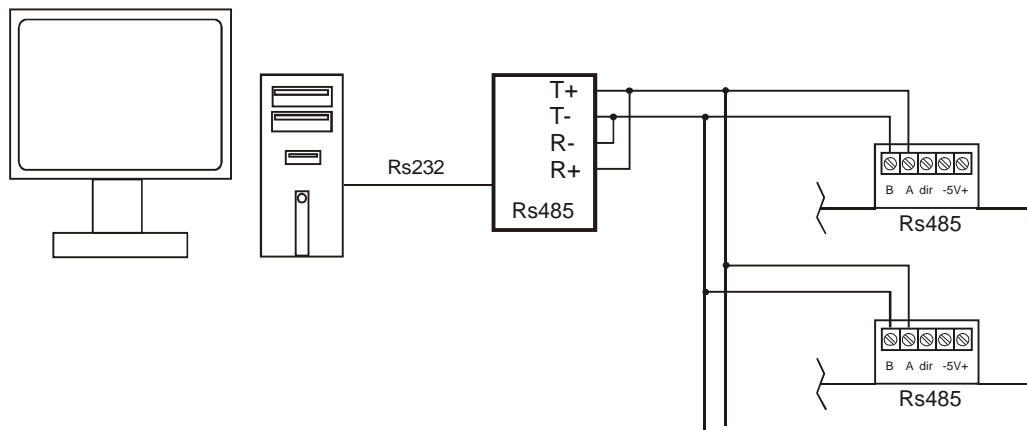 T+
T-
R-
R+
Rs485
Rs232
B A dir -5V+
Rs485
B A dir -5V+
Rs485